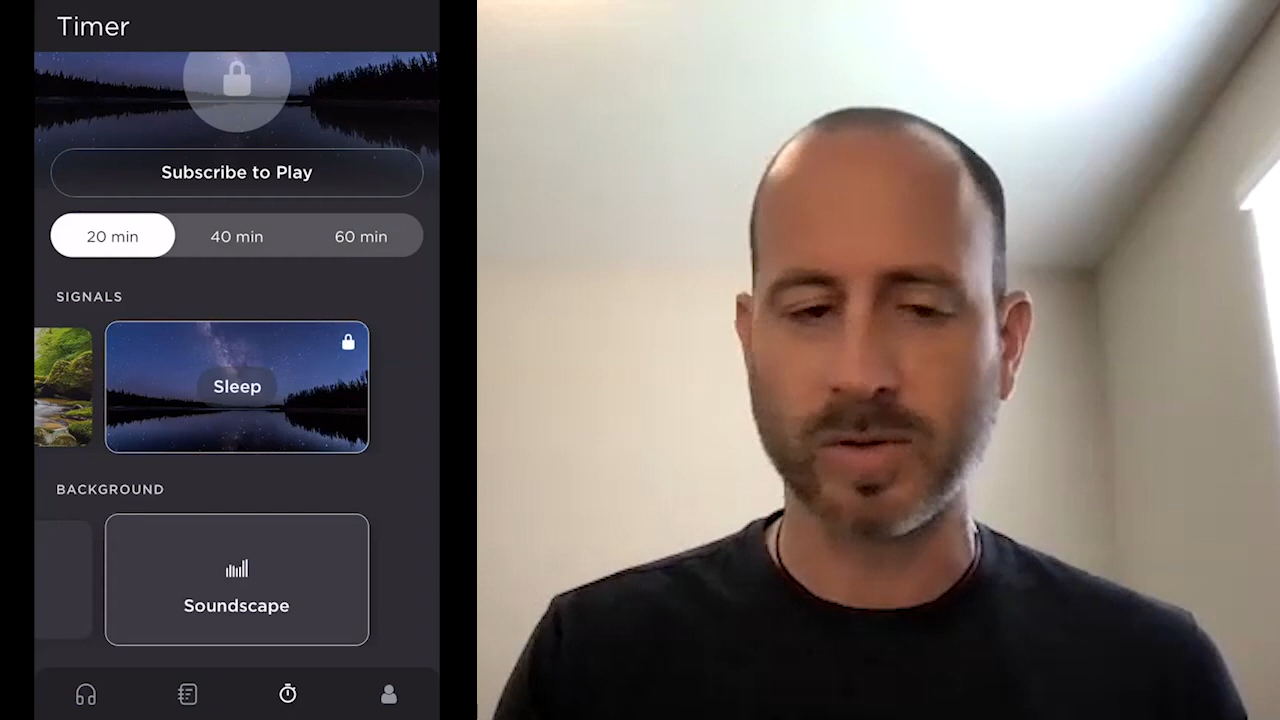 Timer
Subscribe to Play
20 min
40 min
60 min
SIGNALS
Sleep
BACKGROUND
Soundscape